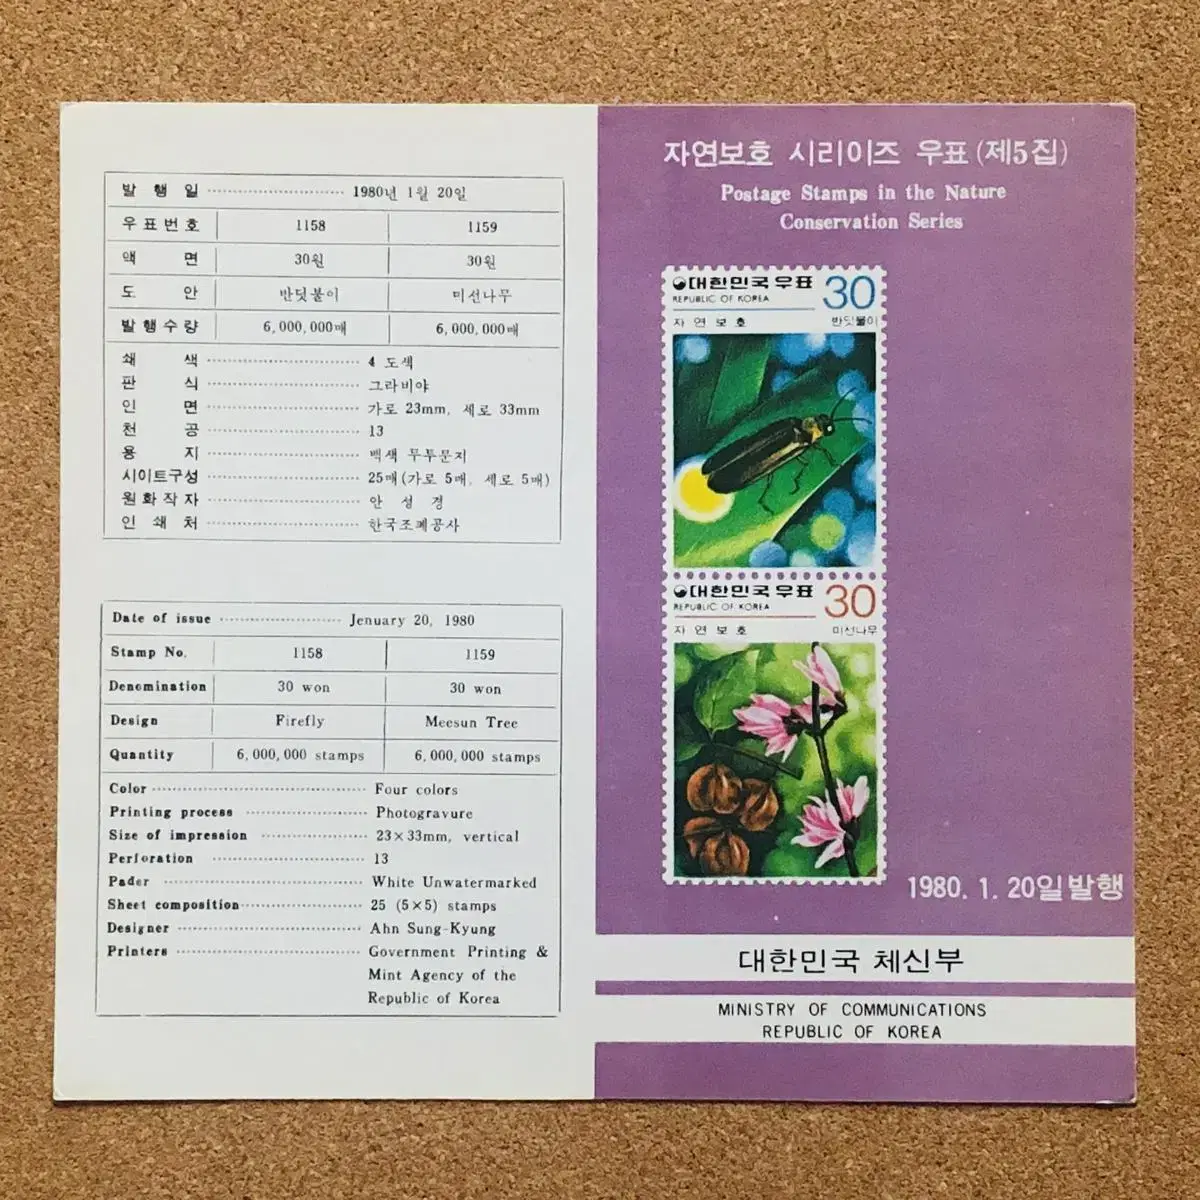 발 행 일 1980년 1월 20일
우표번호 1158 1159
액 면 30원 30원
도 안 반딧불이 미선나무
발행수량 6,000,000매 6,000,000매
쇄 색 4 도색
판 식 그라비야
인 면 가로 23mm, 세로 33mm
천 공 13
용 지 백색 무투문지
시이트구성 25매(가로 5매, 세로 5매)
원화작자 안 성 경
인 쇄 처 한국조폐공사
Date of issue Jenuary 20, 1980
Stamp No. 1158 1159
Denomination 30 won 30 won
Design Firefly Meesun Tree
Quantity 6,000,000 stamps 6,000,000 stamps
Color Four colors
Printing process Photogravure
Size of impression 23×33mm, vertical
Perforation 13
Pader White Unwatermarked
Sheet composition 25 (5×5) stamps
Designer Ahn Sung-Kyung
Printers Government Printing &
Mint Agency of the
Republic of Korea
자연보호 시리이즈 우표(제5집)
Postage Stamps in the Nature
Conservation Series
대한민국우표 30
REPUBLIC OF KOREA
자연보호 반딧불이
대한민국우표 30
REPUBLIC OF KOREA
자연보호 미선나무
1980. 1. 20일발행
대한민국 체신부
MINISTRY OF COMMUNICATIONS
REPUBLIC OF KOREA